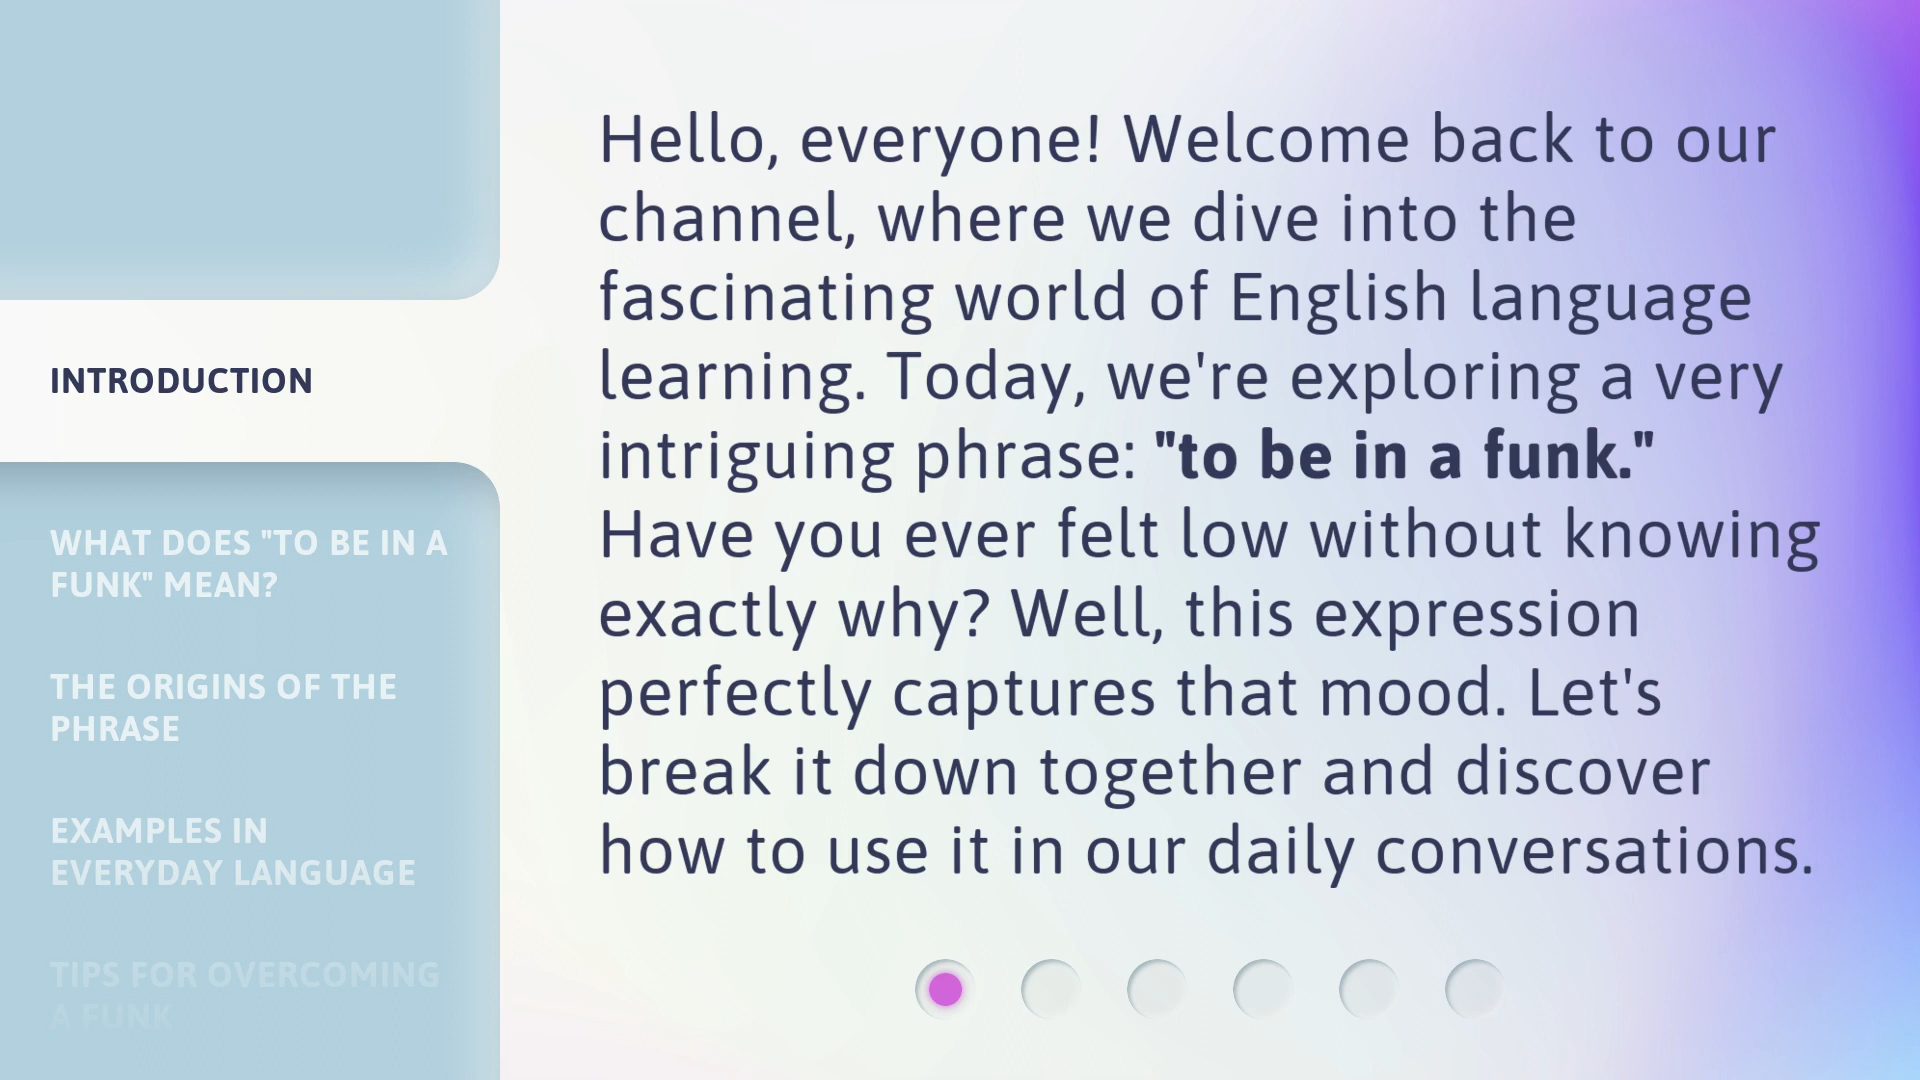 INTRODUCTION
WHAT DOES "TO BE IN A
FUNK" MEAN?
THE ORIGINS OF THE
PHRASE
EXAMPLES IN
EVERYDAY LANGUAGE
TIPS FOR OVERCOMING
A FUNK
Hello, everyone! Welcome back to our
channel, where we dive into the
fascinating world of English language
learning. Today, we're exploring a very
intriguing phrase: "to be in a funk."
Have you ever felt low without knowing
exactly why? Well, this expression
perfectly captures that mood. Let's
break it down together and discover
how to use it in our daily conversations.